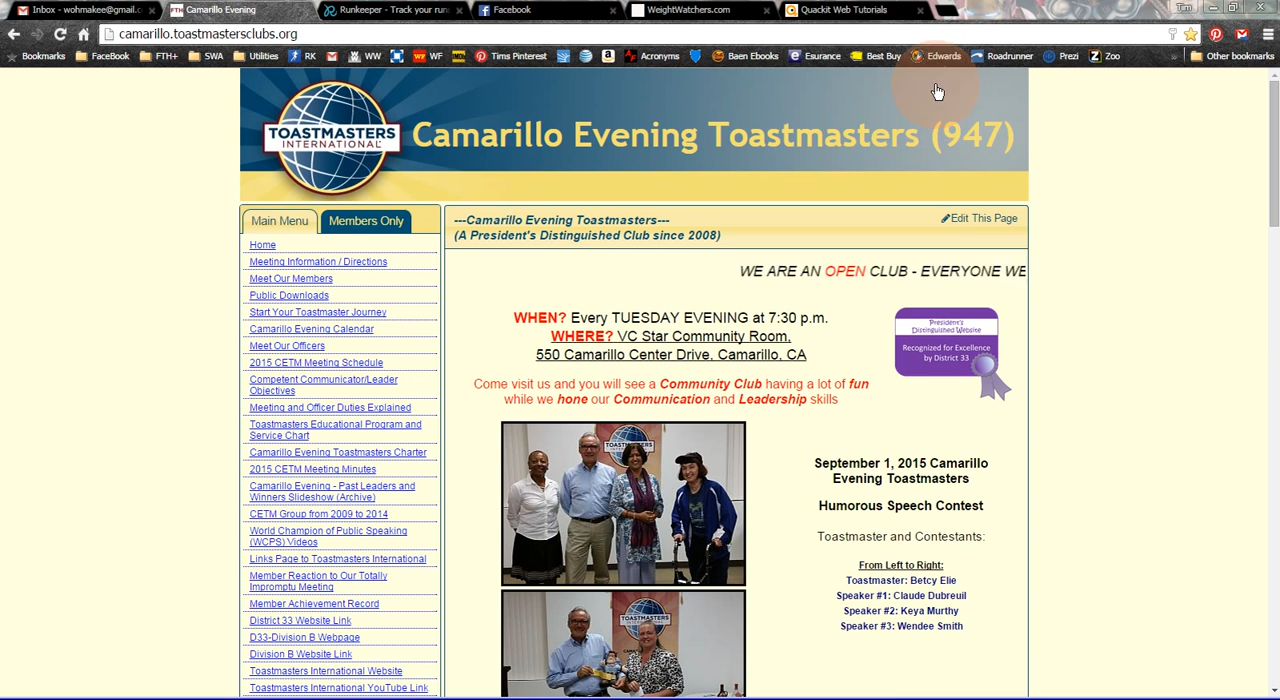 Inbox - wohmakee@gmail.c
Camarillo Evening
Runkeeper - Track your run
Facebook
WeightWatchers.com
Quackit Web Tutorials
Tim
camarillo.toastmastersclubs.org
Bookmarks
FaceBook
FTH+
SWA
Utilities
RK
WW
WF
Tims Pinterest
Acronyms
Baen Ebooks
Esurance
Best Buy
Edwards
Roadrunner
Prezi
Zoo
Other bookmarks
TOASTMASTERS
INTERNATIONAL
Camarillo Evening Toastmasters (947)
Main Menu
Members Only
Home
Meeting Information / Directions
Meet Our Members
Public Downloads
Start Your Toastmaster Journey
Camarillo Evening Calendar
Meet Our Officers
2015 CETM Meeting Schedule
Competent Communicator/Leader
Objectives
Meeting and Officer Duties Explained
Toastmasters Educational Program and
Service Chart
Camarillo Evening Toastmasters Charter
2015 CETM Meeting Minutes
Camarillo Evening - Past Leaders and
Winners Slideshow (Archive)
CETM Group from 2009 to 2014
World Champion of Public Speaking
(WCPS) Videos
Links Page to Toastmasters International
Member Reaction to Our Totally
Impromptu Meeting
Member Achievement Record
District 33 Website Link
D33-Division B Webpage
Division B Website Link
Toastmasters International Website
Toastmasters International YouTube Link
---Camarillo Evening Toastmasters---
(A President's Distinguished Club since 2008)
Edit This Page
WE ARE AN OPEN CLUB - EVERYONE WE
WHEN? Every TUESDAY EVENING at 7:30 p.m.
WHERE? VC Star Community Room,
550 Camarillo Center Drive, Camarillo, CA
Come visit us and you will see a Community Club having a lot of fun
while we hone our Communication and Leadership skills
President's
Distinguished Website
Recognized for Excellence
by District 33
TOASTMASTERS
September 1, 2015 Camarillo
Evening Toastmasters
Humorous Speech Contest
Toastmaster and Contestants:
From Left to Right:
Toastmaster: Betcy Elie
Speaker #1: Claude Dubreuil
Speaker #2: Keya Murthy
Speaker #3: Wendee Smith
TOASTMASTERS